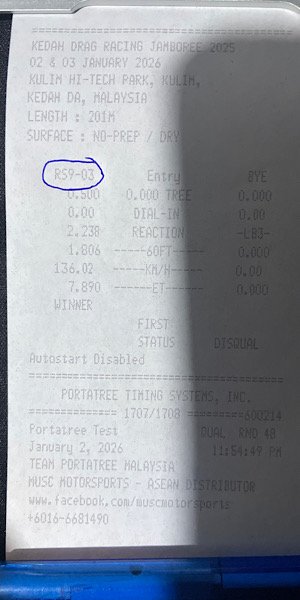 ==============================
KEDAH DRAG RACING JAMBOREE 2025
02 & 03 JANUARY 2026
KULIM HI-TECH PARK, KULIM,
KEDAH DA, MALAYSIA
LENGTH : 201M
SURFACE : NO-PREP / DRY
RS9-03 Entry BYE
0.500 0.000 TREE 0.000
0.00 DIAL-IN 0.00
2.238 REACTION -LB3-
1.806 -----60FT----- 0.000
136.02 -----KM/H----- 0.00
7.890 ------ET------ 0.000
WINNER
FIRST
STATUS DISQUAL
Autostart Disabled
==============================
PORTATREE TIMING SYSTEMS, INC.
============ 1707/1708 =========600214
Portatree Test DUAL RMD 48
January 2, 2026 11:54:49 PM
TEAM PORTATREE MALAYSIA
MUSC MOTORSPORTS - ASEAN DISTRIBUTOR
www.facebook.com/muscmotorsports
+6016-6681490